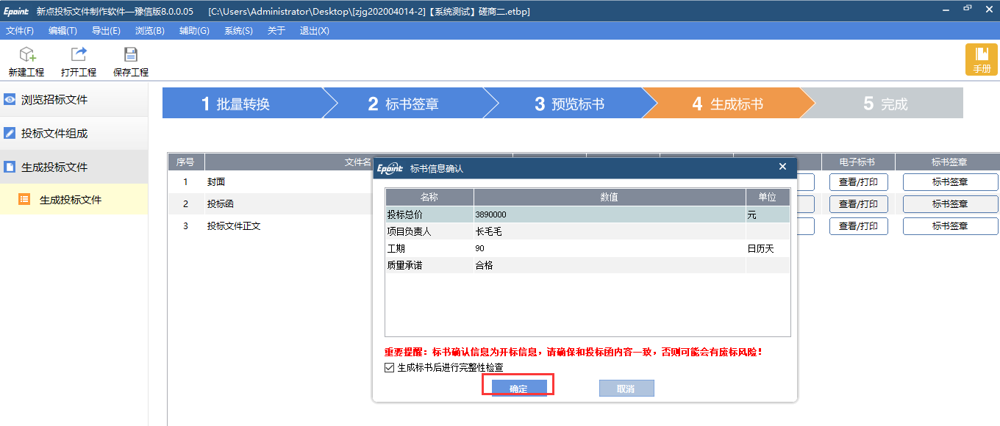 Epoint 新点投标文件制作软件—豫信版8.0.0.05 [C:\Users\Administrator\Desktop\[zjg202004014-2]【系统测试】磋商二.etbp]
文件(F) 编辑(T) 导出(E) 浏览(B) 辅助(G) 系统(S) 关于 退出(X)
新建工程 打开工程 保存工程 手册
浏览招标文件
投标文件组成
生成投标文件
生成投标文件
1 批量转换 2 标书签章 3 预览标书 4 生成标书 5 完成
序号 文件名 电子标书 标书签章
1 封面 查看/打印 标书签章
2 投标函 查看/打印 标书签章
3 投标文件正文 查看/打印 标书签章
Epoint 标书信息确认
名称 数值 单位
投标总价 3890000 元
项目负责人 长毛毛
工期 90 日历天
质量承诺 合格
重要提醒：标书确认信息为开标信息，请确保和投标函内容一致，否则可能会有废标风险！
生成标书后进行完整性检查
确定 取消